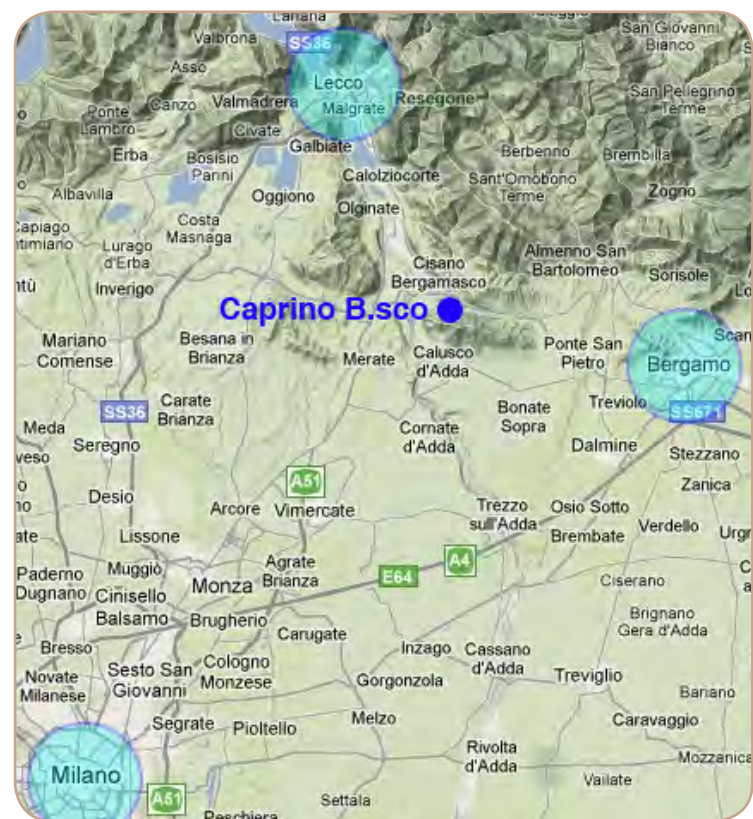 Lariana
Valbrona
SS36
San Giovanni
Bianco
Asso
Lecco
Ponte
Lambro
Canzo
Valmadrera
Malgrate
Resegone
San Pellegrino
Terme
Civate
Galbiate
Erba
Bosisio
Parini
Berbenno
Brembilla
Albavilla
Oggiono
Calolziocorte
Sant'Omobono
Terme
Zogno
Capiago
Costa
Masnaga
Olginate
Lurago
d'Erba
Cisano
Bergamasco
Almenno San
Bartolomeo
Sorisole
Inverigo
Caprino B.sco
Mariano
Comense
Besana in
Brianza
Merate
Calusco
d'Adda
Ponte San
Pietro
Bergamo
Carate
Brianza
SS36
Bonate
Sopra
Treviolo
SS671
Meda
Seregno
Cornate
d'Adda
Dalmine
Stezzano
A51
Zanica
Desio
Arcore
Vimercate
Trezzo
sull'Adda
Osio Sotto
Verdello
Lissone
Brembate
Agrate
Brianza
A4
E64
Muggiò
Monza
Paderno
Dugnano
Cinisello
Balsamo
Ciserano
Brugherio
Carugate
Brignano
Gera d'Adda
Bresso
Inzago
Cassano
d'Adda
Novate
Milanese
Sesto San
Giovanni
Cologno
Monzese
Gorgonzola
Treviglio
Bariano
Segrate
Pioltello
Melzo
Caravaggio
Rivolta
d'Adda
Mozzanica
Milano
A51
Settala
Vailate
Peschiera